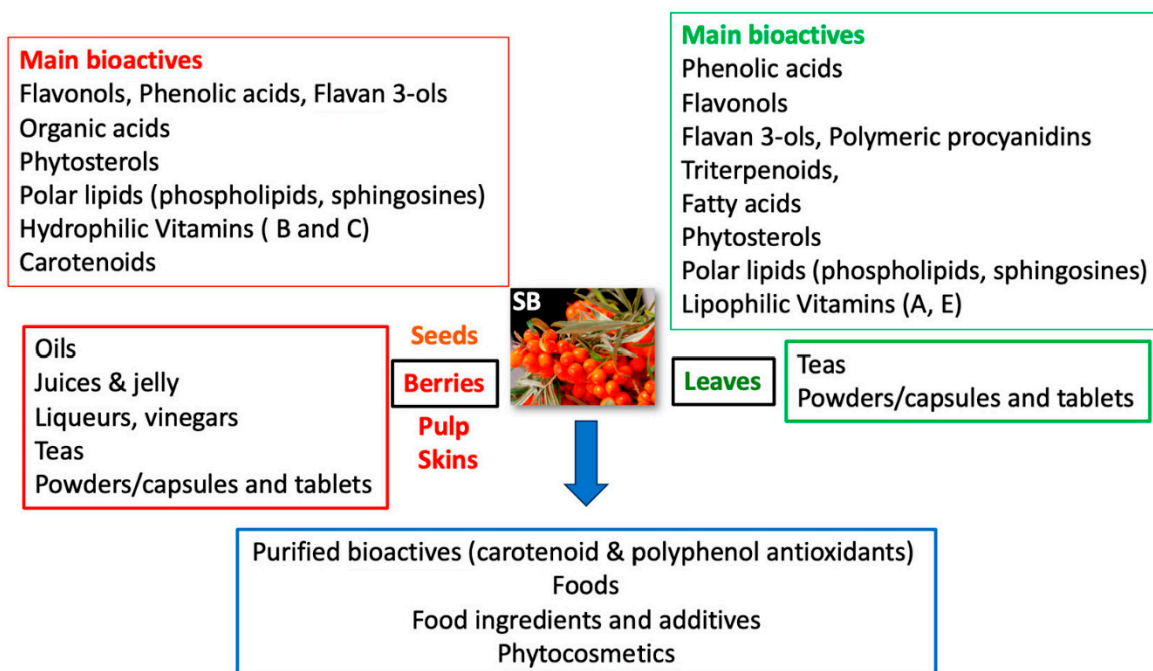 Main bioactives
Flavonols, Phenolic acids, Flavan 3-ols
Organic acids
Phytosterols
Polar lipids (phospholipids, sphingosines)
Hydrophilic Vitamins ( B and C)
Carotenoids
Main bioactives
Phenolic acids
Flavonols
Flavan 3-ols, Polymeric procyanidins
Triterpenoids,
Fatty acids
Phytosterols
Polar lipids (phospholipids, sphingosines)
Lipophilic Vitamins (A, E)
Oils
Juices & jelly
Liqueurs, vinegars
Teas
Powders/capsules and tablets
Seeds
Berries
Pulp
Skins
SB
Leaves
Teas
Powders/capsules and tablets
Purified bioactives (carotenoid & polyphenol antioxidants)
Foods
Food ingredients and additives
Phytocosmetics